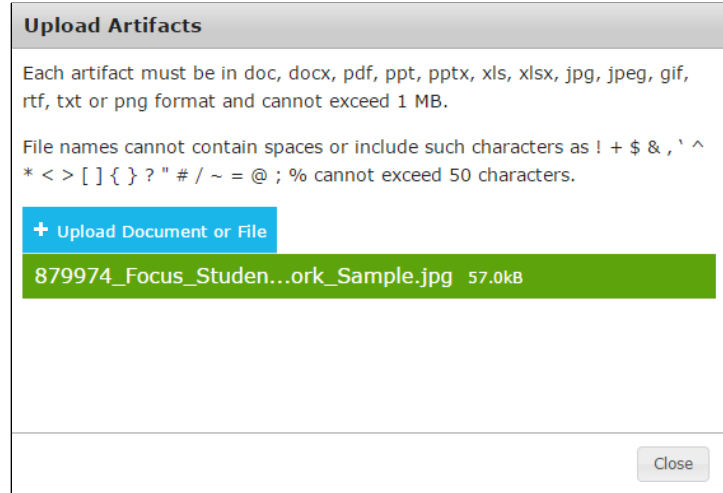 Upload Artifacts
Each artifact must be in doc, docx, pdf, ppt, pptx, xls, xlsx, jpg, jpeg, gif,
rtf, txt or png format and cannot exceed 1 MB.
File names cannot contain spaces or include such characters as ! + $ & , ` ^
* < > [ ] { } ? " # / ~ = @ ; % cannot exceed 50 characters.
+ Upload Document or File
879974_Focus_Studen...ork_Sample.jpg 57.0kB
Close